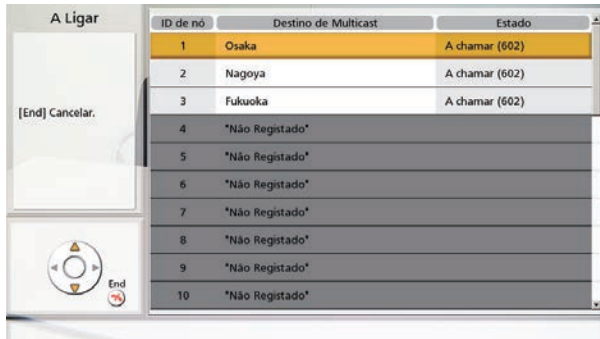 A Ligar
[End] Cancelar.
End
ID de nó Destino de Multicast Estado
1 Osaka A chamar (602)
2 Nagoya A chamar (602)
3 Fukuoka A chamar (602)
4 "Não Registado"
5 "Não Registado"
6 "Não Registado"
7 "Não Registado"
8 "Não Registado"
9 "Não Registado"
10 "Não Registado"